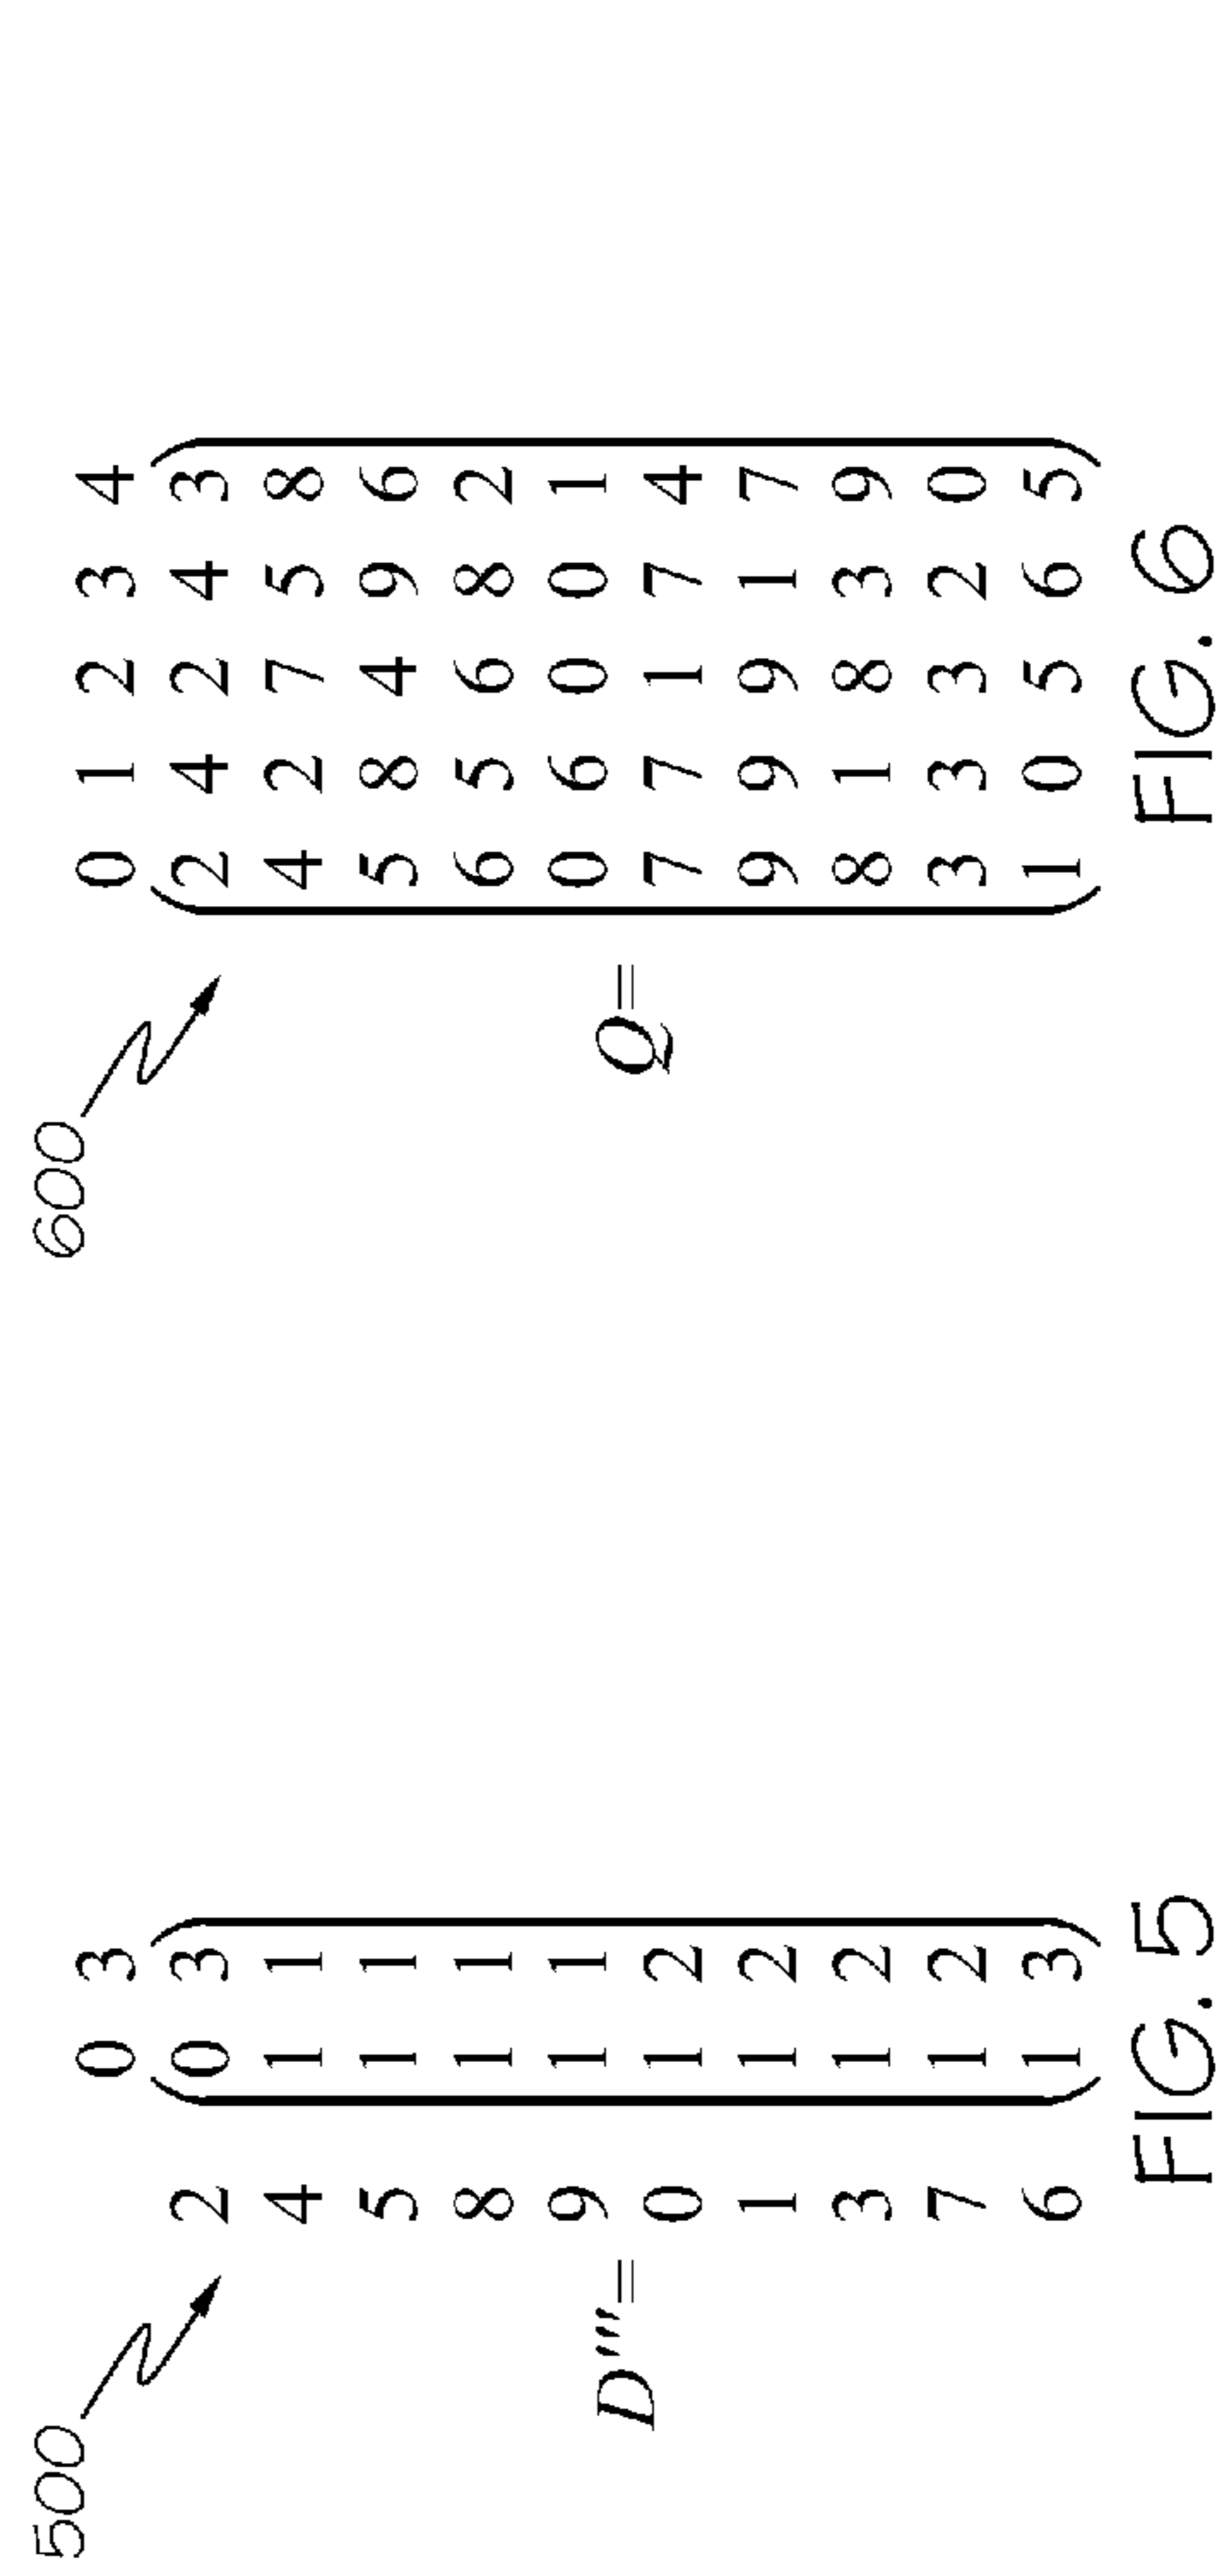 500
0 3
2 0 3
4 1 1
5 1 1
8 1 1
9 1 1
D'''=
0 1 2
1 1 2
3 1 2
7 1 2
6 1 3
FIG. 5
600
0 1 2 3 4
2 4 2 4 3
4 2 7 5 8
5 8 4 9 6
6 5 6 8 2
0 6 0 0 1
Q=
7 7 1 7 4
9 9 9 1 7
8 1 8 3 9
3 3 3 2 0
1 0 5 6 5
FIG. 6